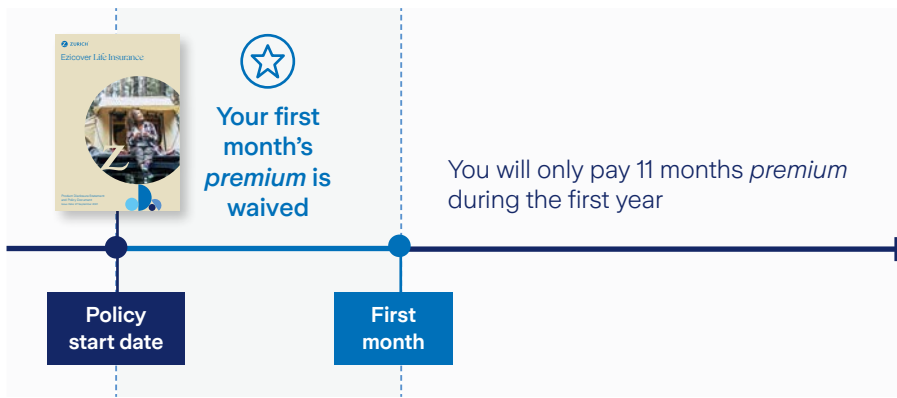 ZURICH
Ezicover Life Insurance
Your first
month's
premium is
waived
You will only pay 11 months premium
during the first year
Policy
start date
First
month